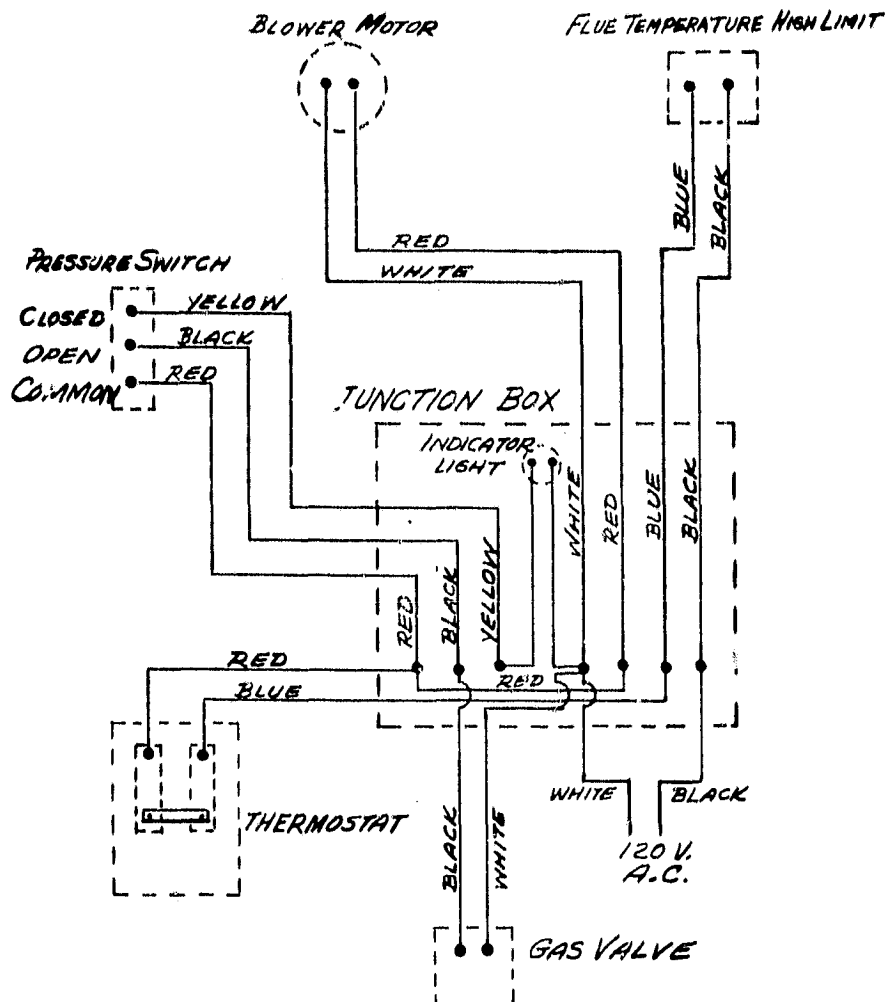 BLOWER MOTOR
FLUE TEMPERATURE HIGH LIMIT
BLUE
BLACK
RED
WHITE
PRESSURE SWITCH
CLOSED
YELLOW
OPEN
BLACK
COMMON
RED
JUNCTION BOX
INDICATOR
LIGHT
WHITE
RED
BLUE
BLACK
RED
BLACK
YELLOW
RED
RED
BLUE
WHITE
BLACK
THERMOSTAT
BLACK
WHITE
120 V.
A.C.
GAS VALVE